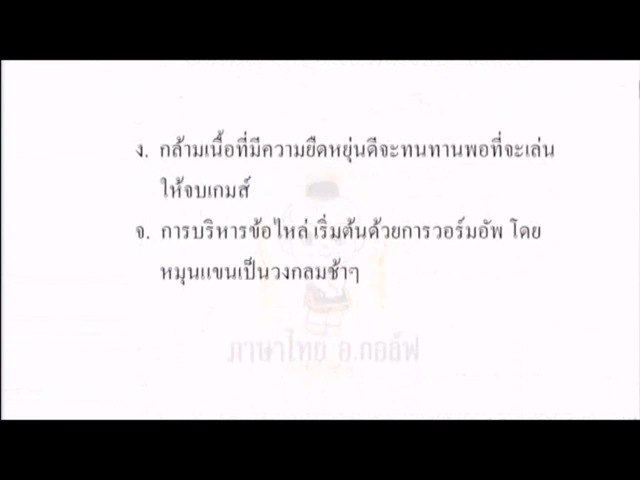 ง. กล้ามเนื้อที่มีความยืดหยุ่นดีจะทนทานพอที่จะเล่น
ให้จบเกมส์
จ. การบริหารข้อไหล่ เริ่มต้นด้วยการวอร์มอัพ โดย
หมุนแขนเป็นวงกลมช้าๆ
ภาษาไทย อ.กอล์ฟ